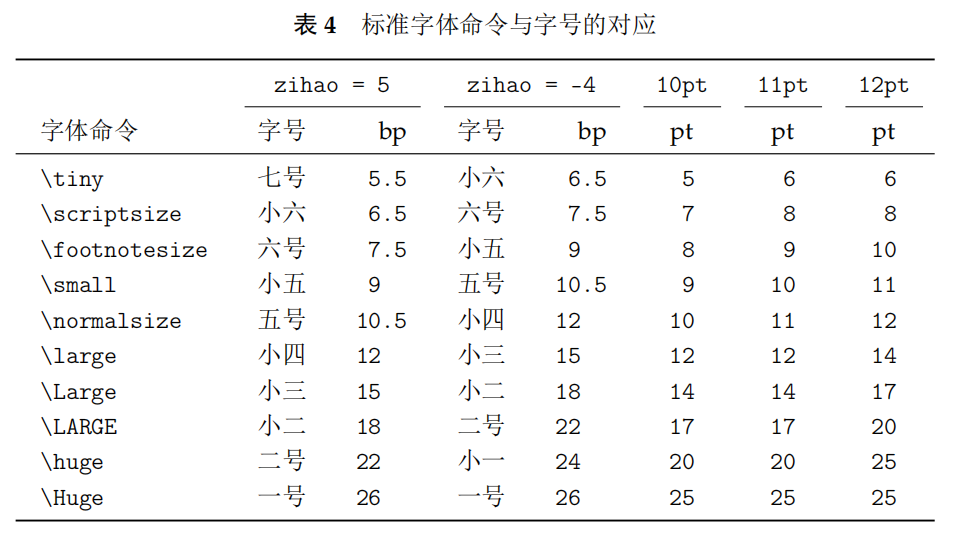 表 4 标准字体命令与字号的对应
zihao = 5 zihao = -4 10pt 11pt 12pt
字体命令 字号 bp 字号 bp pt pt pt
\tiny 七号 5.5 小六 6.5 5 6 6
\scriptsize 小六 6.5 六号 7.5 7 8 8
\footnotesize 六号 7.5 小五 9 8 9 10
\small 小五 9 五号 10.5 9 10 11
\normalsize 五号 10.5 小四 12 10 11 12
\large 小四 12 小三 15 12 12 14
\Large 小三 15 小二 18 14 14 17
\LARGE 小二 18 二号 22 17 17 20
\huge 二号 22 小一 24 20 20 25
\Huge 一号 26 一号 26 25 25 25